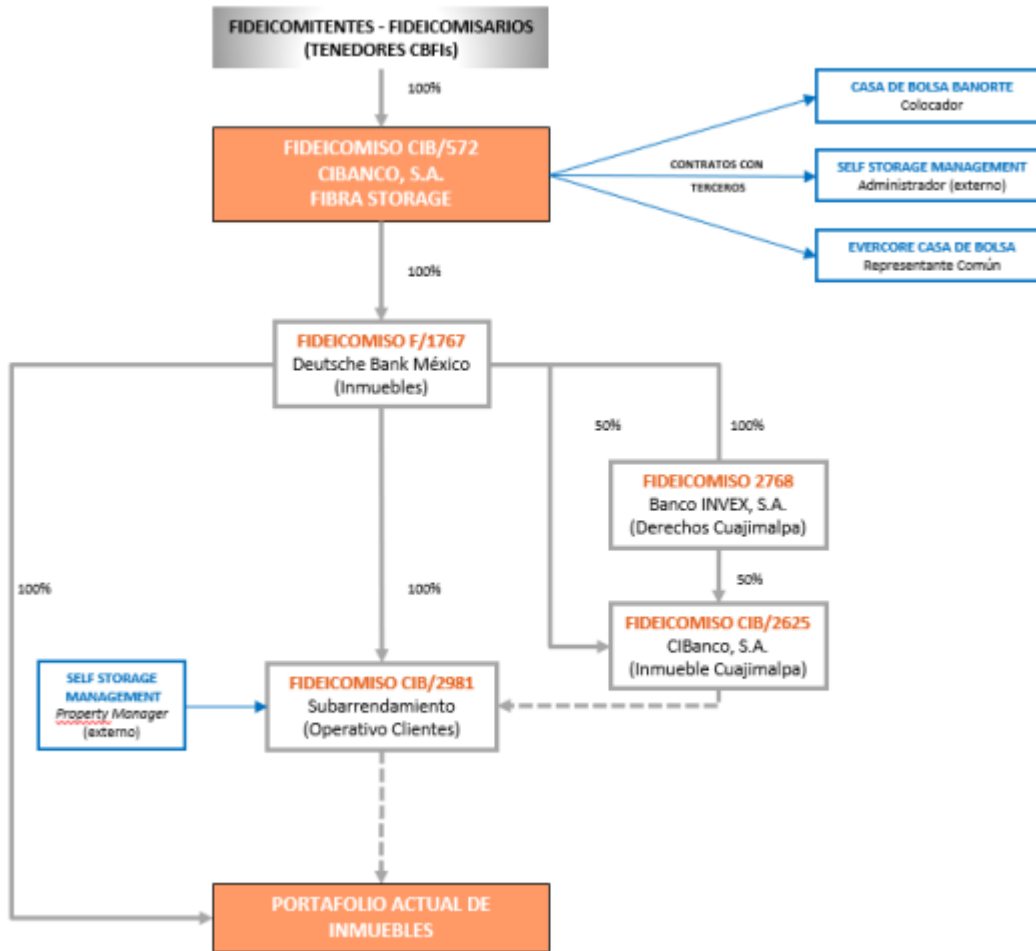 FIDEICOMITENTES - FIDEICOMISARIOS
(TENEDORES CBFIs)
100%
CASA DE BOLSA BANORTE
Colocador
FIDEICOMISO CIB/572
CIBANCO, S.A.
FIBRA STORAGE
CONTRATOS CON
TERCEROS
SELF STORAGE MANAGEMENT
Administrador (externo)
EVERCORE CASA DE BOLSA
Representante Común
100%
FIDEICOMISO F/1767
Deutsche Bank México
(Inmuebles)
50%
100%
FIDEICOMISO 2768
Banco INVEX, S.A.
(Derechos Cuajimalpa)
100%
100%
50%
FIDEICOMISO CIB/2625
CIBanco, S.A.
(Inmueble Cuajimalpa)
SELF STORAGE
MANAGEMENT
Property Manager
(externo)
FIDEICOMISO CIB/2981
Subarrendamiento
(Operativo Clientes)
PORTAFOLIO ACTUAL DE
INMUEBLES